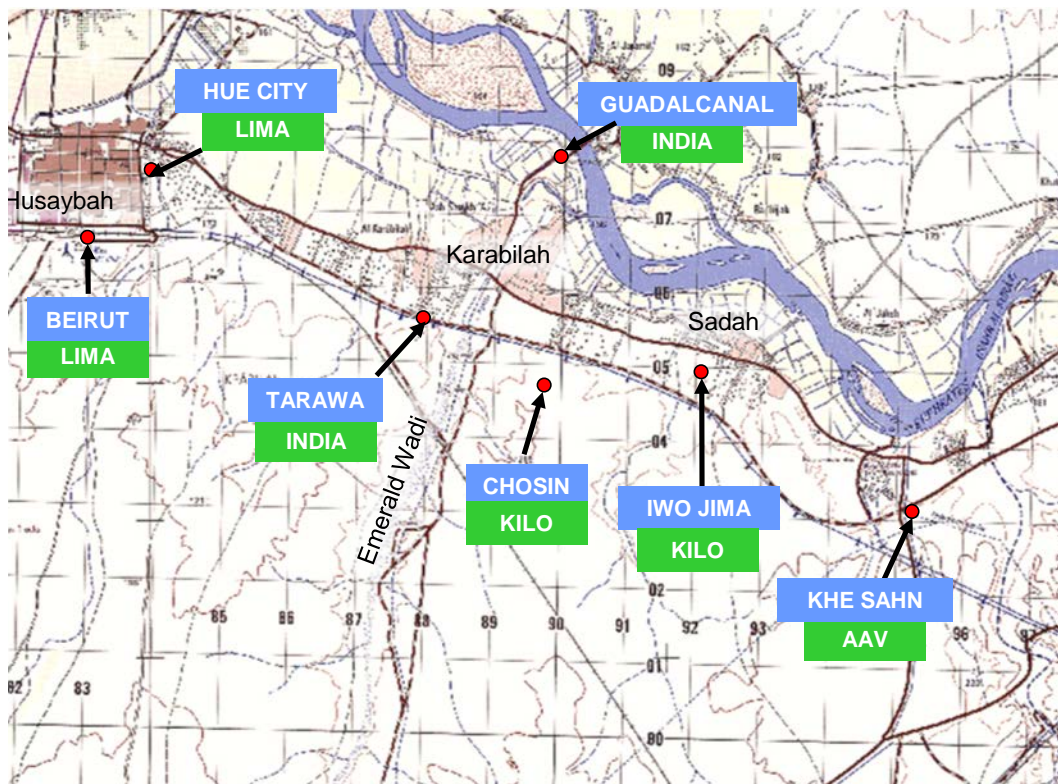 09
HUE CITY
LIMA
GUADALCANAL
INDIA
Husaybah
07
Karabilah
06
BEIRUT
LIMA
Sadah
05
TARAWA
INDIA
04
Emerald Wadi
CHOSIN
KILO
IWO JIMA
KILO
02
KHE SAHN
AAV
85
86
87
88
89
90
91
92
93
96
97
01
82
83
80